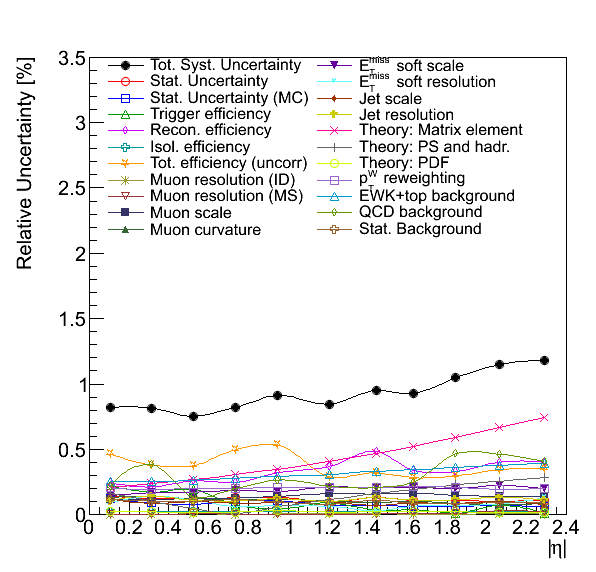 Relative Uncertainty [%]
3.5
3
2.5
2
1.5
1
0.5
0
Tot. Syst. Uncertainty
Stat. Uncertainty
Stat. Uncertainty (MC)
Trigger efficiency
Recon. efficiency
Isol. efficiency
Tot. efficiency (uncorr)
Muon resolution (ID)
Muon resolution (MS)
Muon scale
Muon curvature
E_T^miss soft scale
E_T^miss soft resolution
Jet scale
Jet resolution
Theory: Matrix element
Theory: PS and hadr.
Theory: PDF
p_T^W reweighting
EWK+top background
QCD background
Stat. Background
0 0.2 0.4 0.6 0.8 1 1.2 1.4 1.6 1.8 2 2.2 2.4
|η|